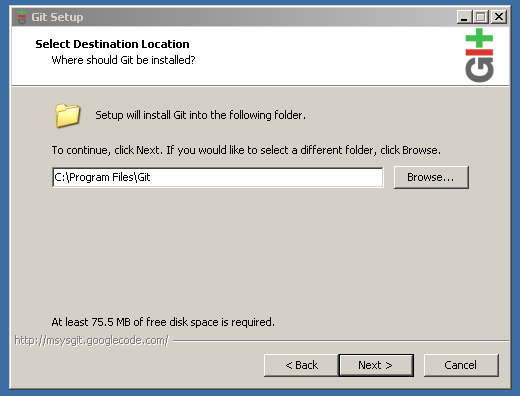 Git Setup
Select Destination Location
Where should Git be installed?
GIt
Setup will install Git into the following folder.
To continue, click Next. If you would like to select a different folder, click Browse.
C:\Program Files\Git
Browse...
At least 75.5 MB of free disk space is required.
http://msysgit.googlecode.com/
< Back
Next >
Cancel